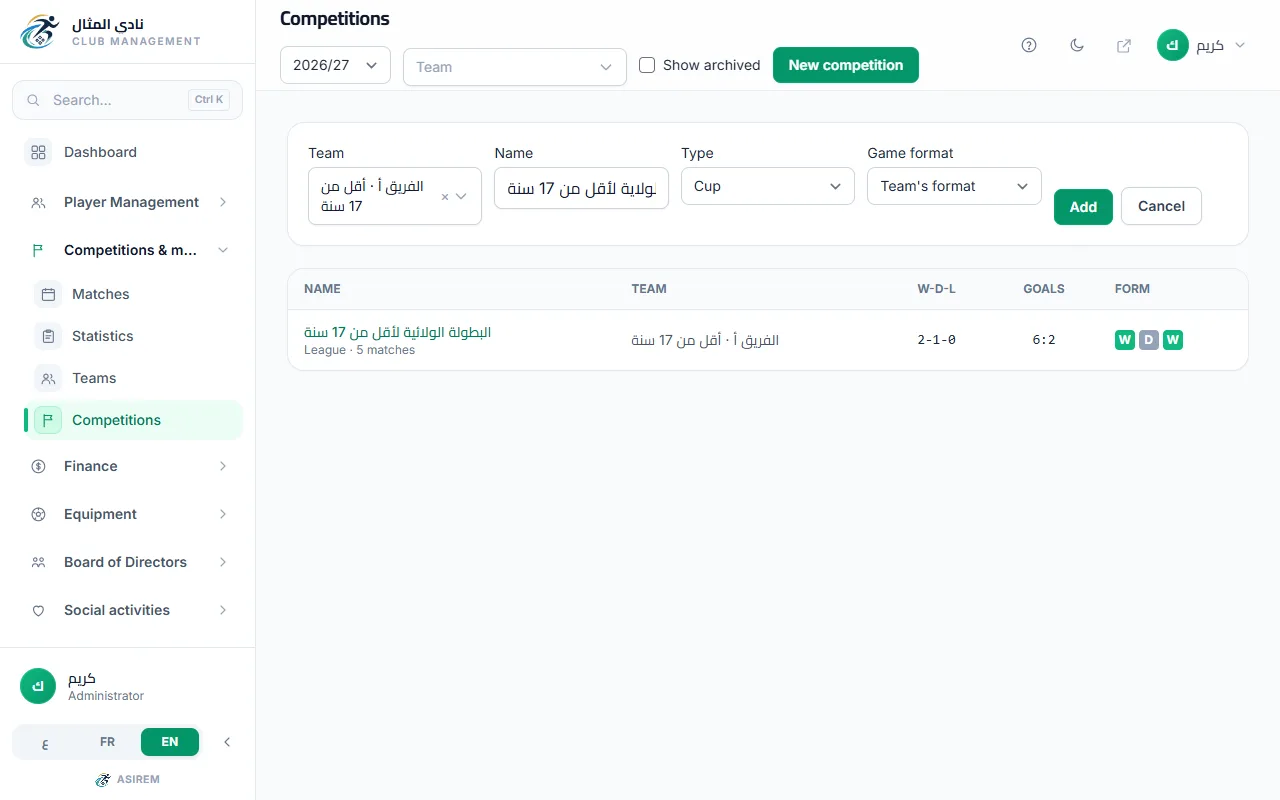 نادي المثال
CLUB MANAGEMENT
Search...
Ctrl K
Dashboard
Player Management
Competitions & m...
Matches
Statistics
Teams
Competitions
Finance
Equipment
Board of Directors
Social activities
ك
كريم
Administrator
ع
FR
EN
ASIREM
Competitions
2026/27
Team
Show archived
New competition
ك
كريم
Team
Name
Type
Game format
الفريق أ · أقل من
17 سنة
لأقل من 17 سنة
Cup
Team's format
Add
Cancel
NAME
TEAM
W-D-L
GOALS
FORM
البطولة الولائية لأقل من 17 سنة
League · 5 matches
الفريق أ · أقل من 17 سنة
2-1-0
6:2
W
D
W